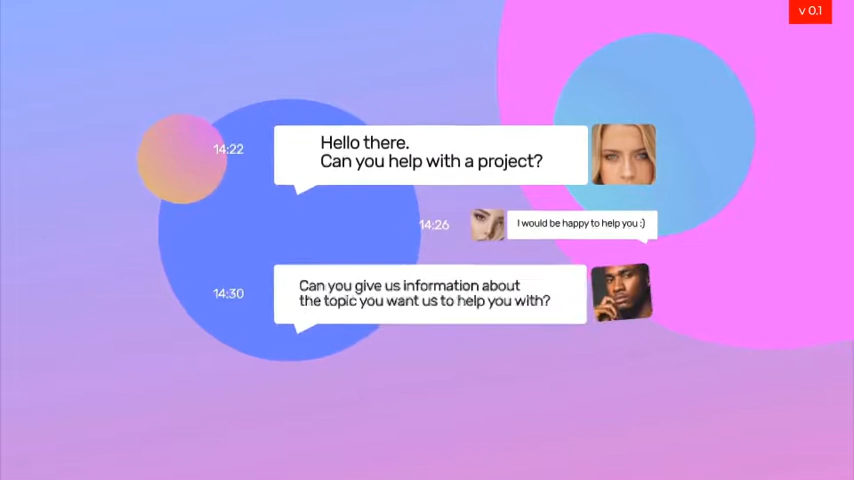 v 0.1
14:22
Hello there.
Can you help with a project?
14:26
I would be happy to help you :)
14:30
Can you give us information about
the topic you want us to help you with?